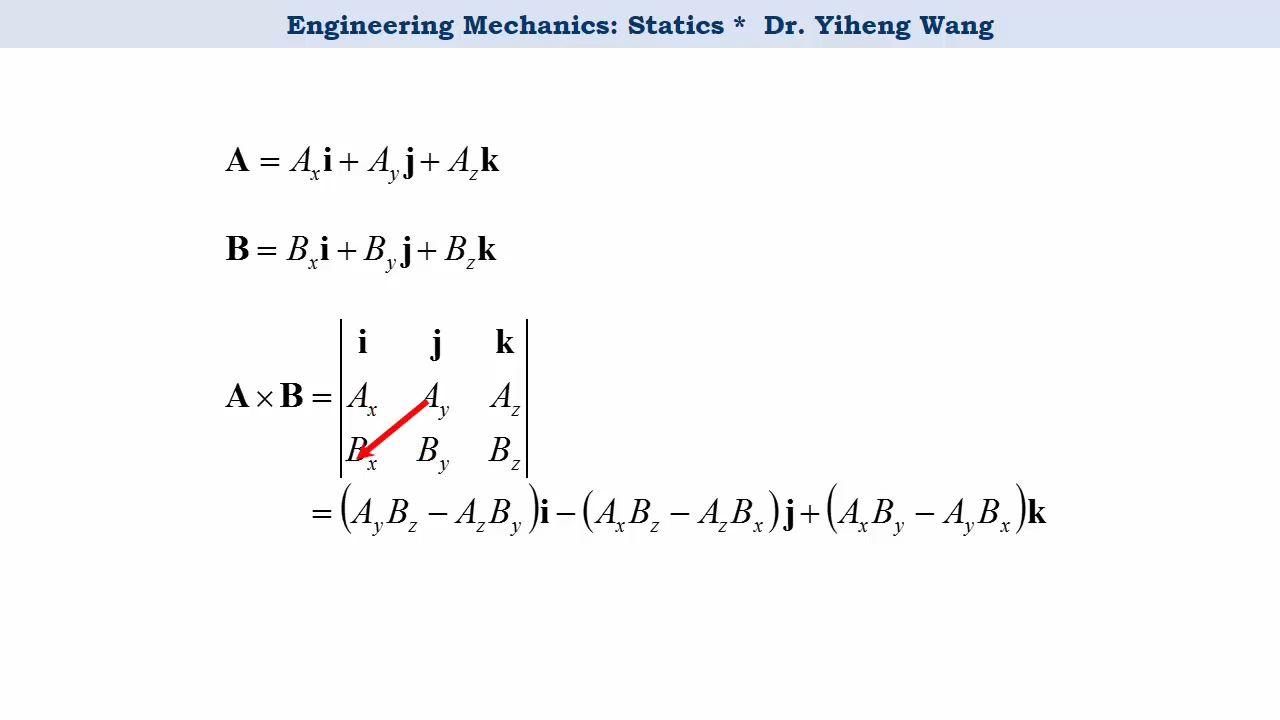 Engineering Mechanics: Statics * Dr. Yiheng Wang
A = A_x i + A_y j + A_z k
B = B_x i + B_y j + B_z k
i j k
A × B = | A_x A_y A_z |
B_x B_y B_z
= (A_y B_z − A_z B_y) i − (A_x B_z − A_z B_x) j + (A_x B_y − A_y B_x) k